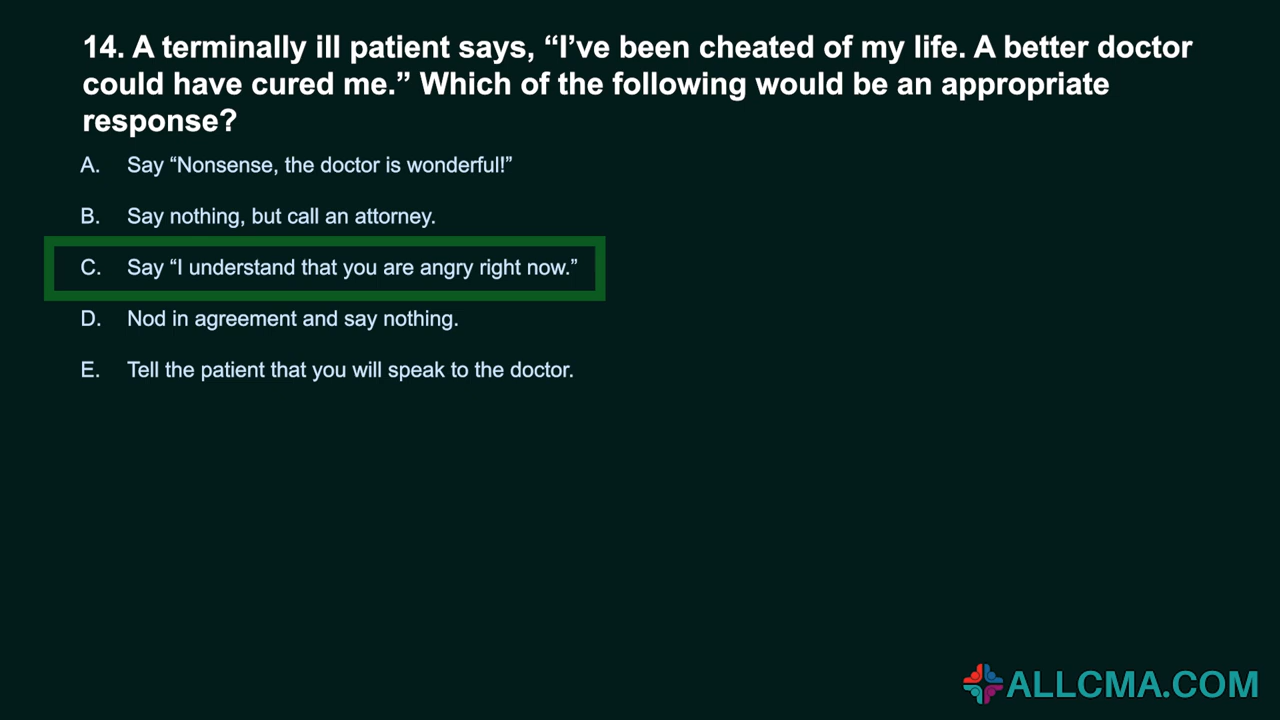 14. A terminally ill patient says, “I’ve been cheated of my life. A better doctor
could have cured me.” Which of the following would be an appropriate
response?
A. Say “Nonsense, the doctor is wonderful!”
B. Say nothing, but call an attorney.
C. Say “I understand that you are angry right now.”
D. Nod in agreement and say nothing.
E. Tell the patient that you will speak to the doctor.
ALLCMA.COM